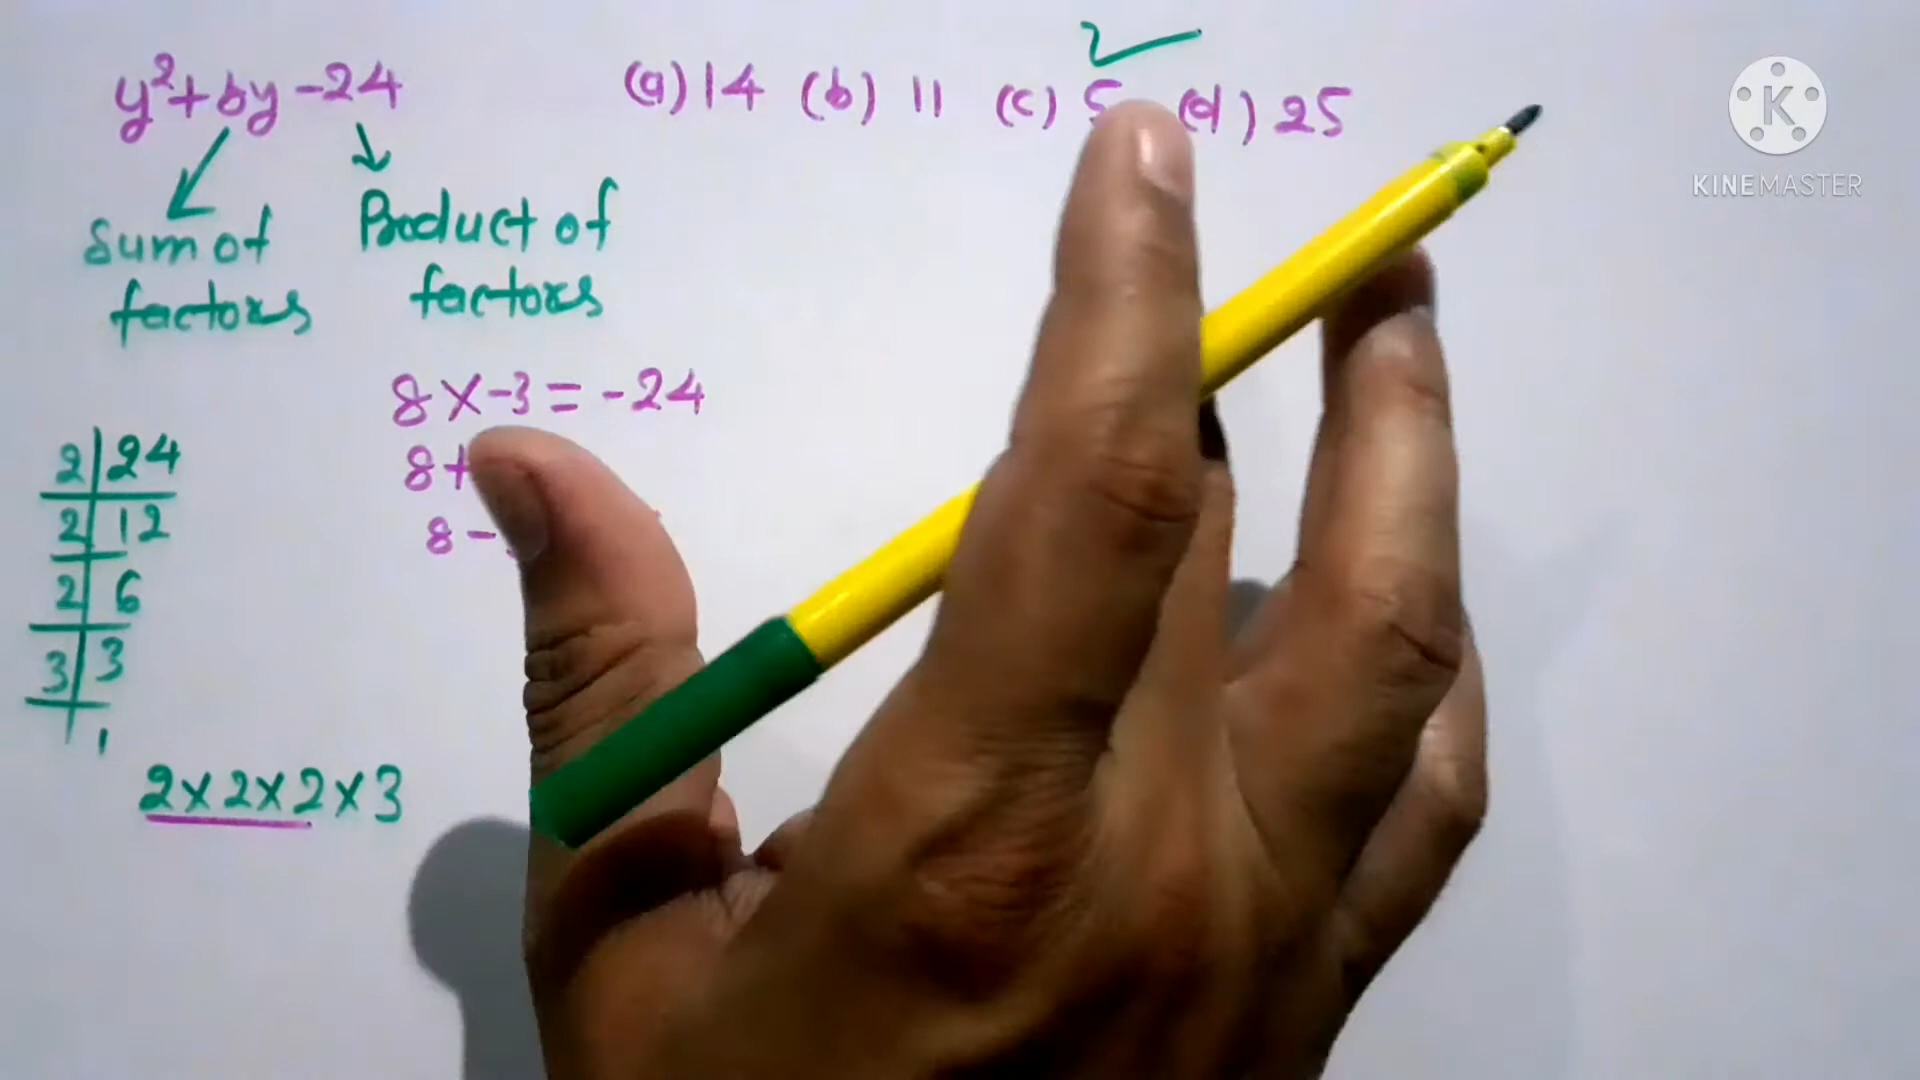 y²+by-24 (a) 14 (b) 11 (c) 5 (d) 25
Sum of factors
Product of factors
8 × -3 = -24
8+
8-
2 | 24
2 | 12
2 | 6
3 | 3
1
2×2×2×3
K
KINEMASTER